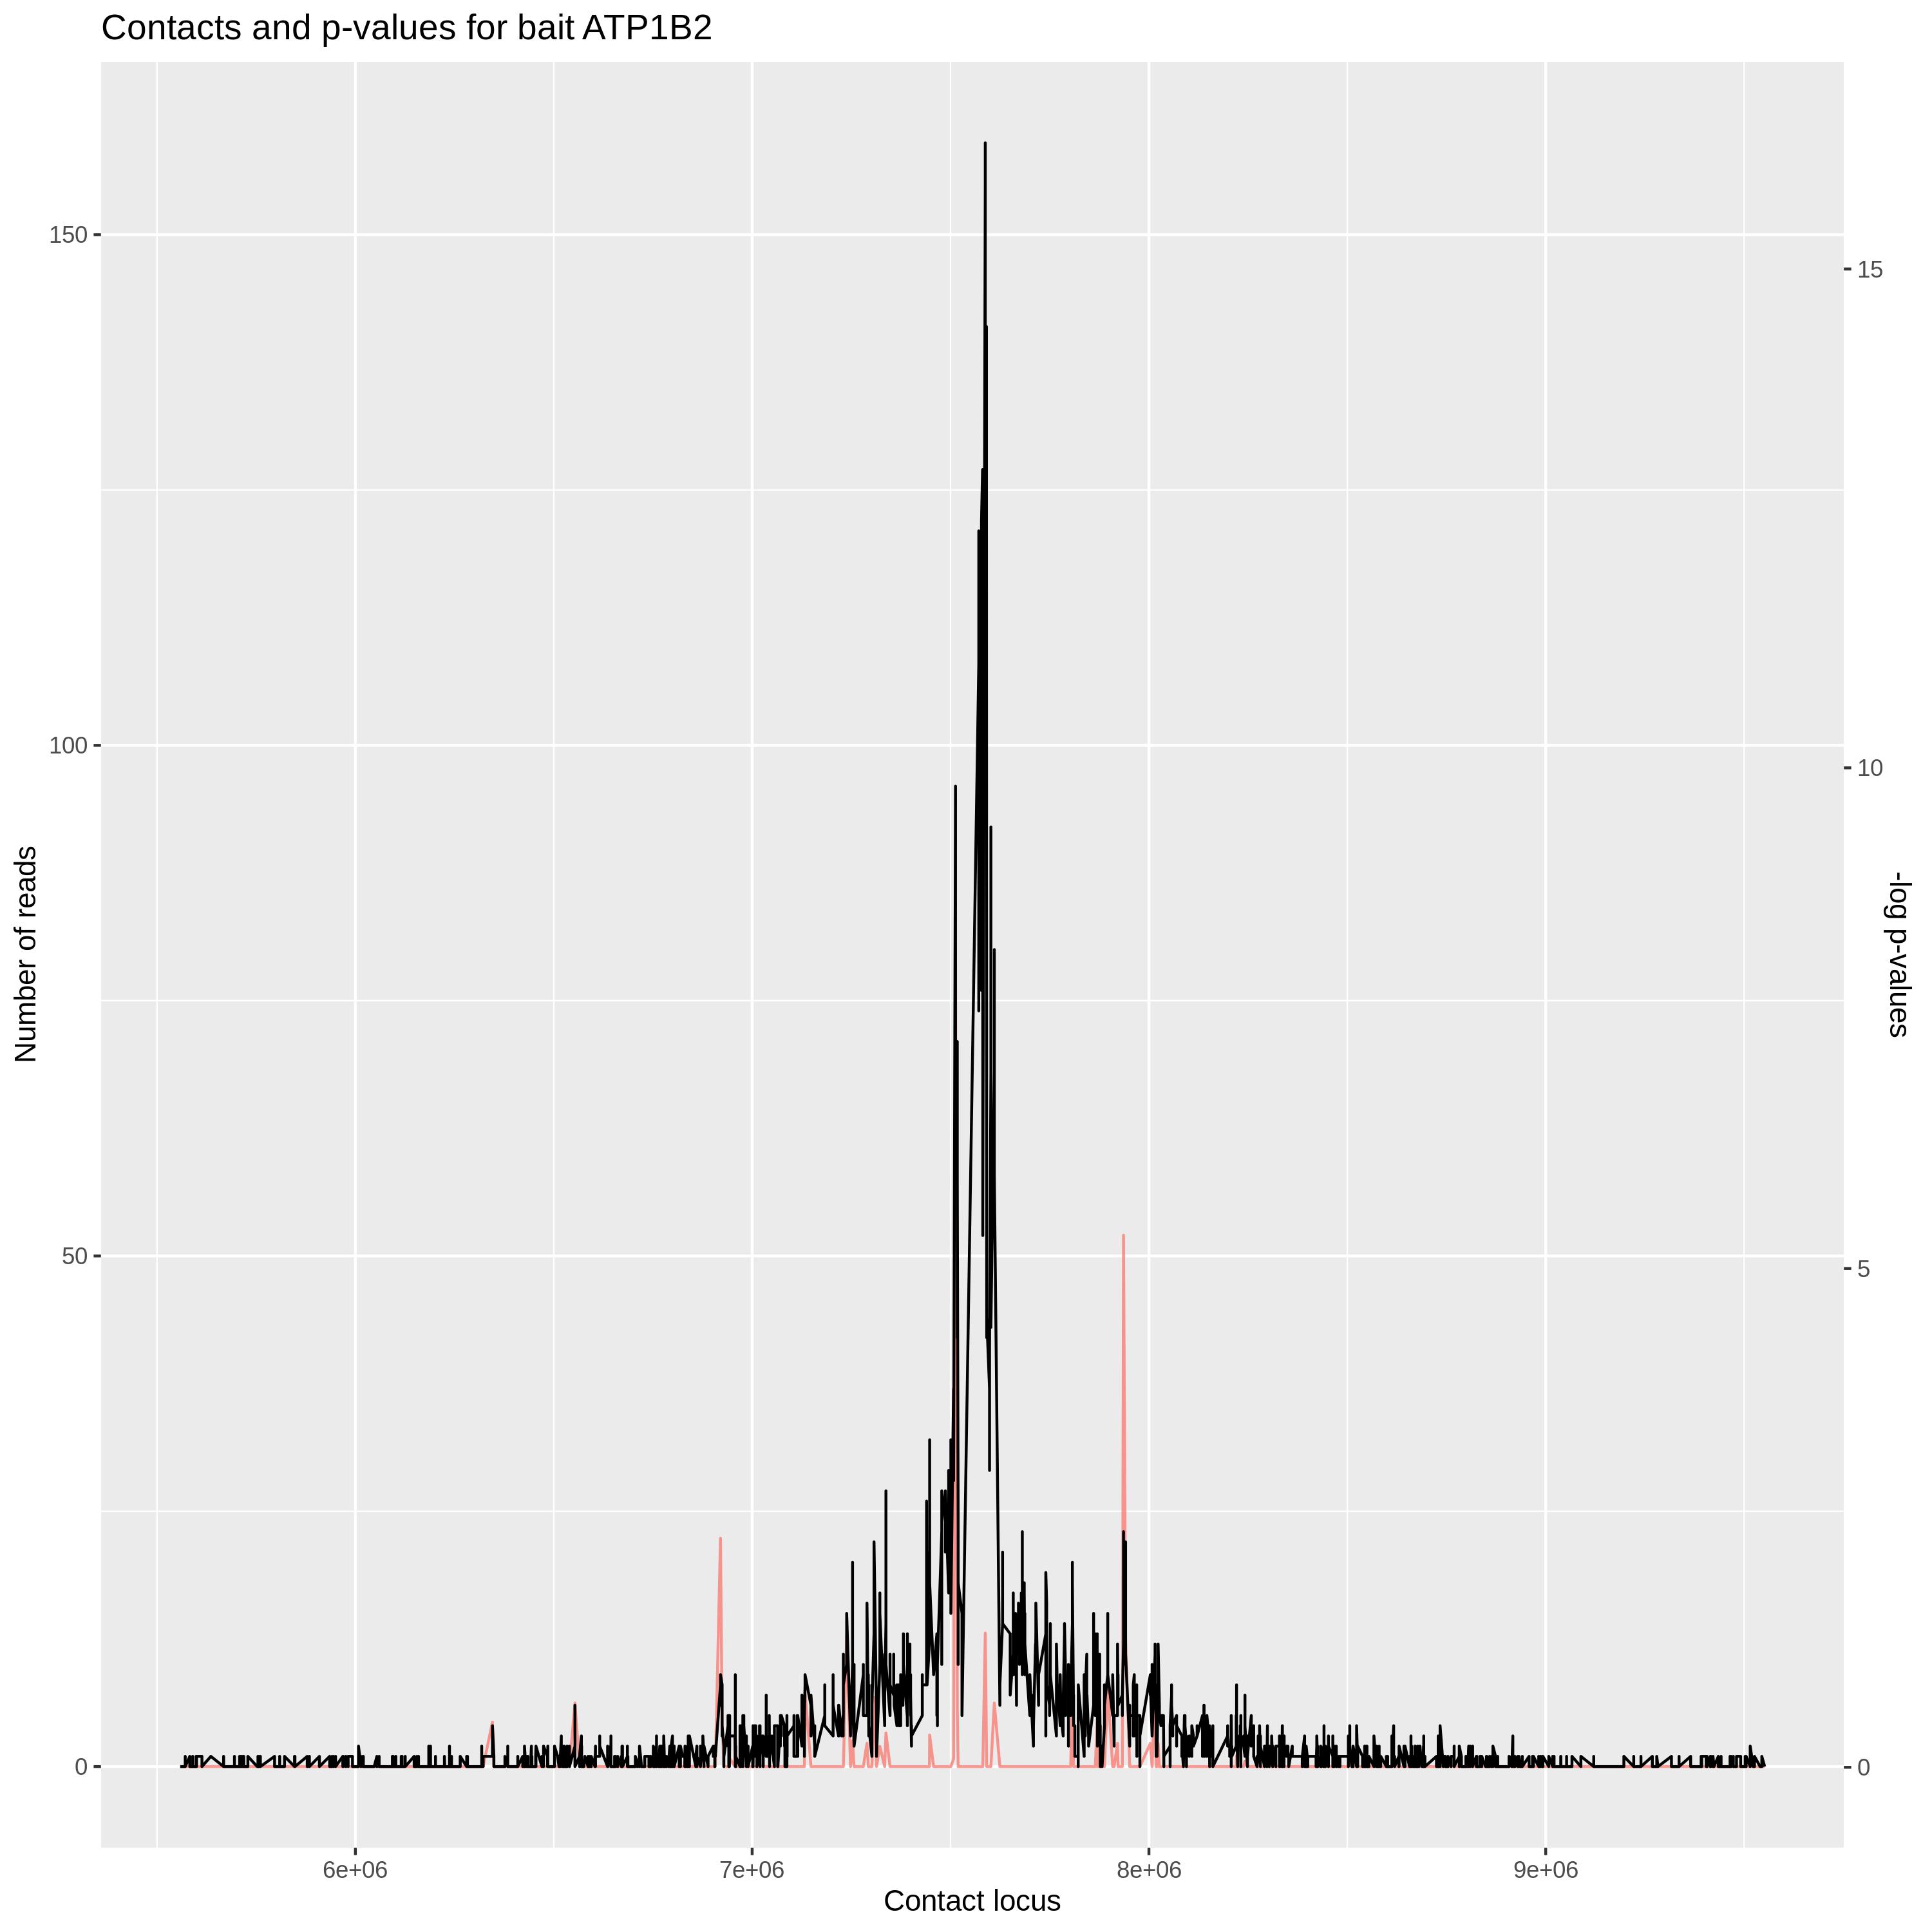 Contacts and p-values for bait ATP1B2
150
100
50
0
Number of reads
15
10
5
0
-log p-values
6e+06
7e+06
8e+06
9e+06
Contact locus